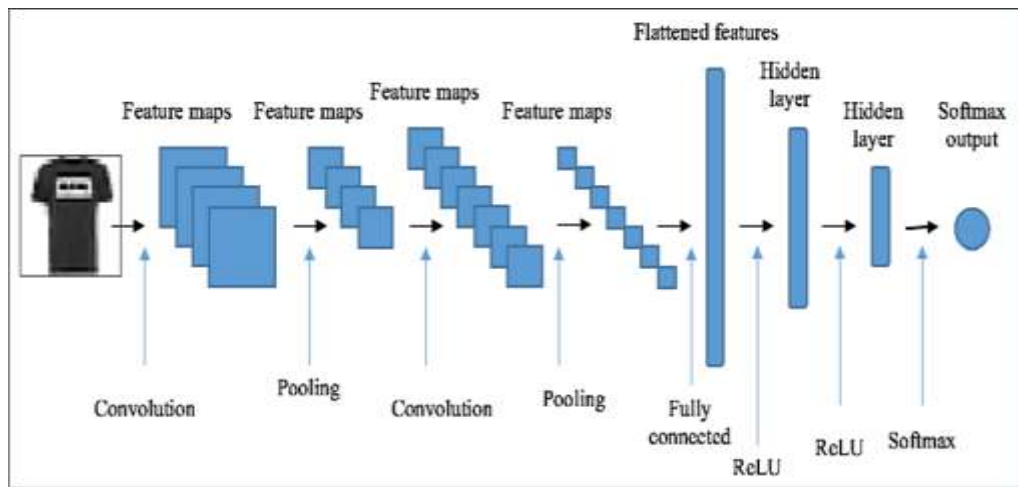 Flattened features
Hidden
layer
Feature maps
Feature maps
Feature maps
Feature maps
Hidden
layer
Softmax
output
Convolution
Pooling
Convolution
Pooling
Fully
connected
ReLU
ReLU
Softmax